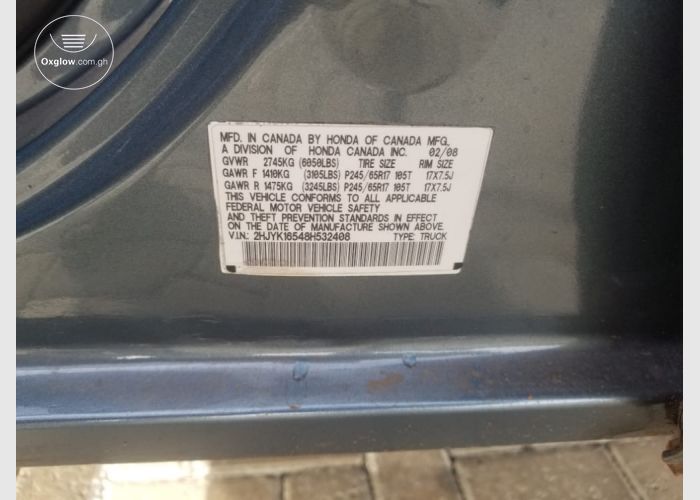 Oxglow.com.gh
MFD. IN CANADA BY HONDA OF CANADA MFG.,
A DIVISION OF HONDA CANADA INC. 02/08
GVWR 2745KG (6050LBS) TIRE SIZE RIM SIZE
GAWR F 1410KG (3105LBS) P245/65R17 105T 17X7.5J
GAWR R 1475KG (3245LBS) P245/65R17 105T 17X7.5J
THIS VEHICLE CONFORMS TO ALL APPLICABLE
FEDERAL MOTOR VEHICLE SAFETY
AND THEFT PREVENTION STANDARDS IN EFFECT
ON THE DATE OF MANUFACTURE SHOWN ABOVE.
V.I.N.: 2HJYK16548H532408 TYPE: TRUCK